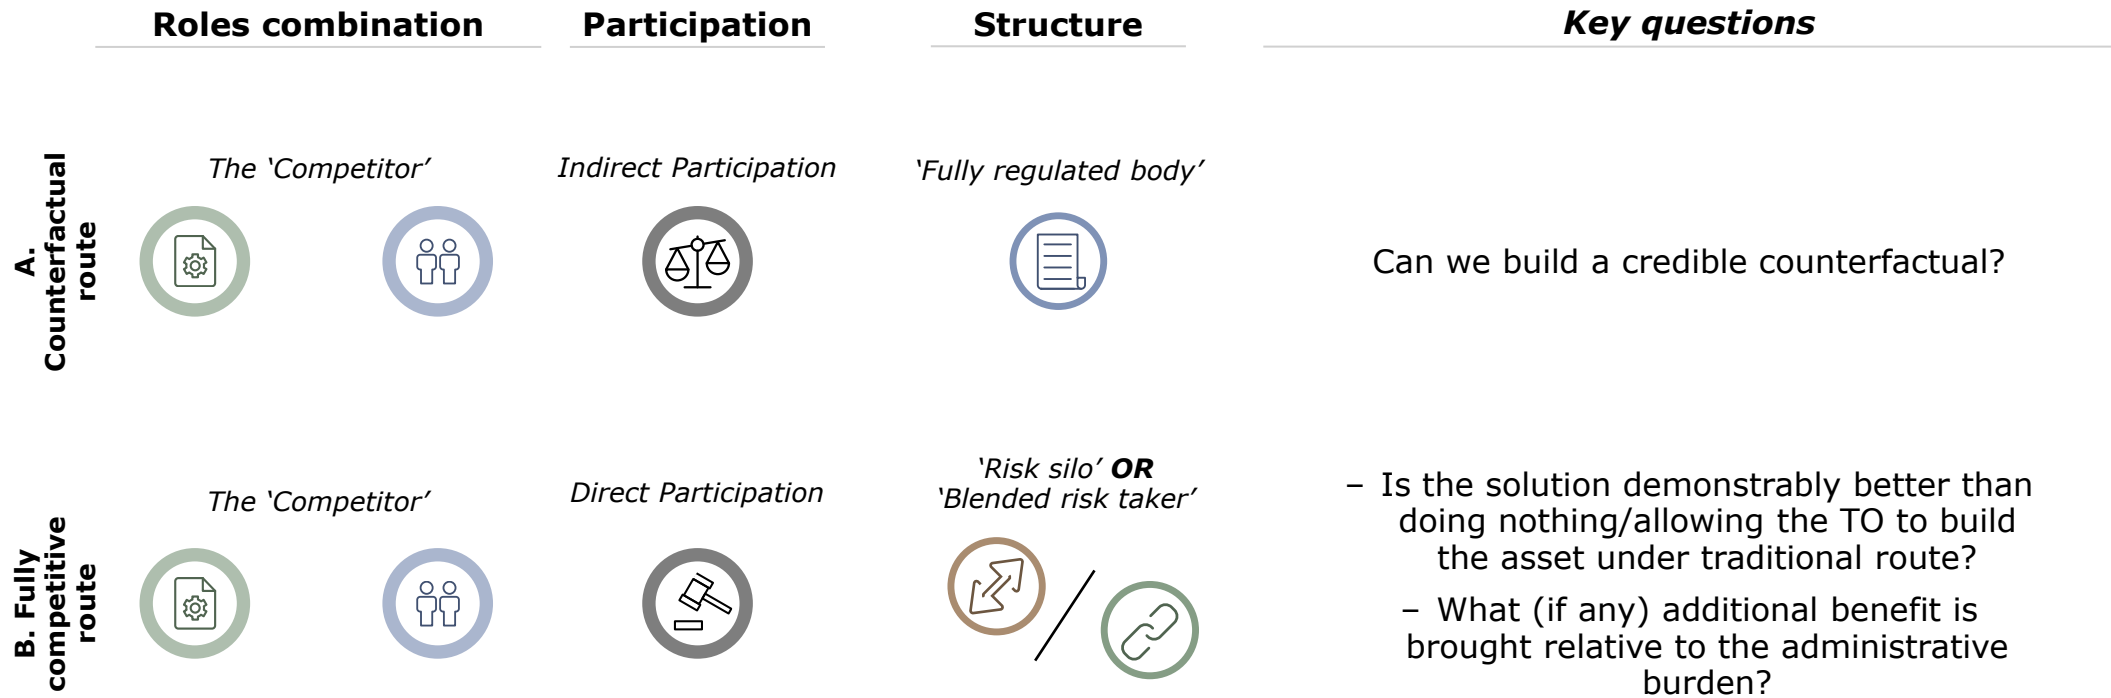 Roles combination
Participation
Structure
Key questions
A.
Counterfactual
route
The ‘Competitor’
Indirect Participation
‘Fully regulated body’
Can we build a credible counterfactual?
B. Fully
competitive
route
The ‘Competitor’
Direct Participation
‘Risk silo’ OR
‘Blended risk taker’
– Is the solution demonstrably better than
doing nothing/allowing the TO to build
the asset under traditional route?
– What (if any) additional benefit is
brought relative to the administrative
burden?